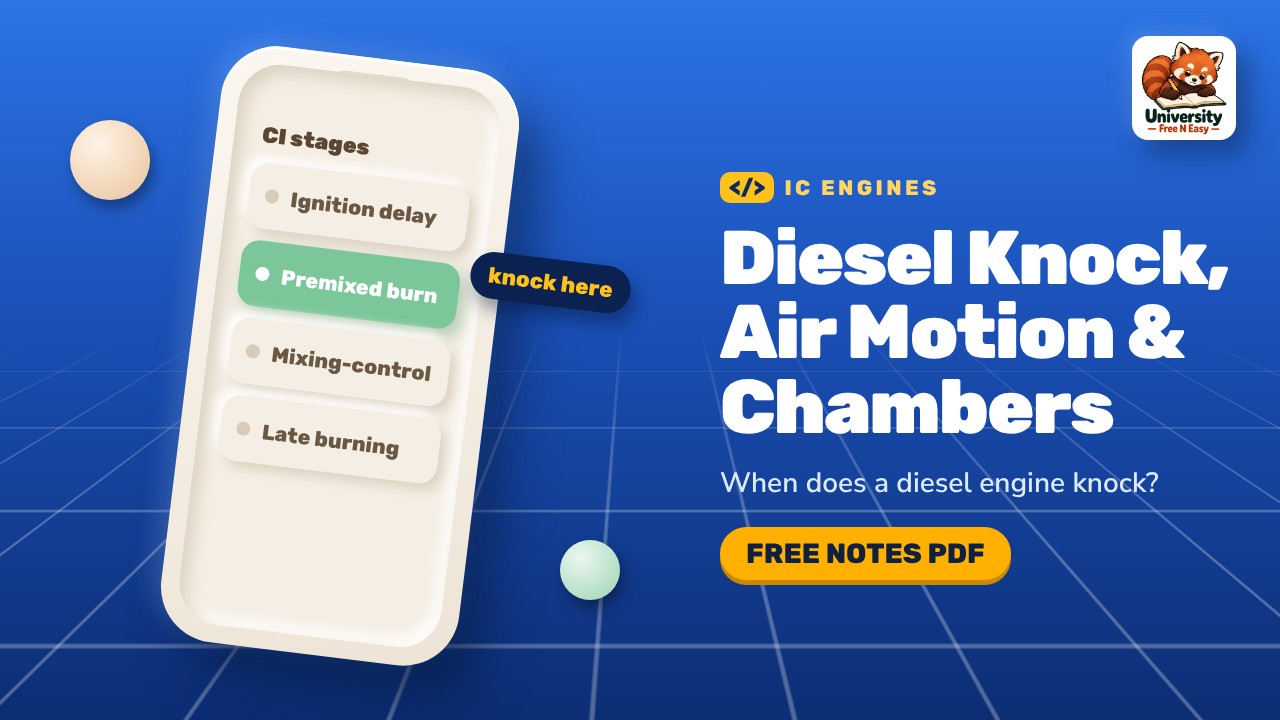 CI stages
Ignition delay
Premixed burn
knock here
Mixing-control
Late burning
University
Free N Easy
</> IC ENGINES
Diesel Knock,
Air Motion &
Chambers
When does a diesel engine knock?
FREE NOTES PDF